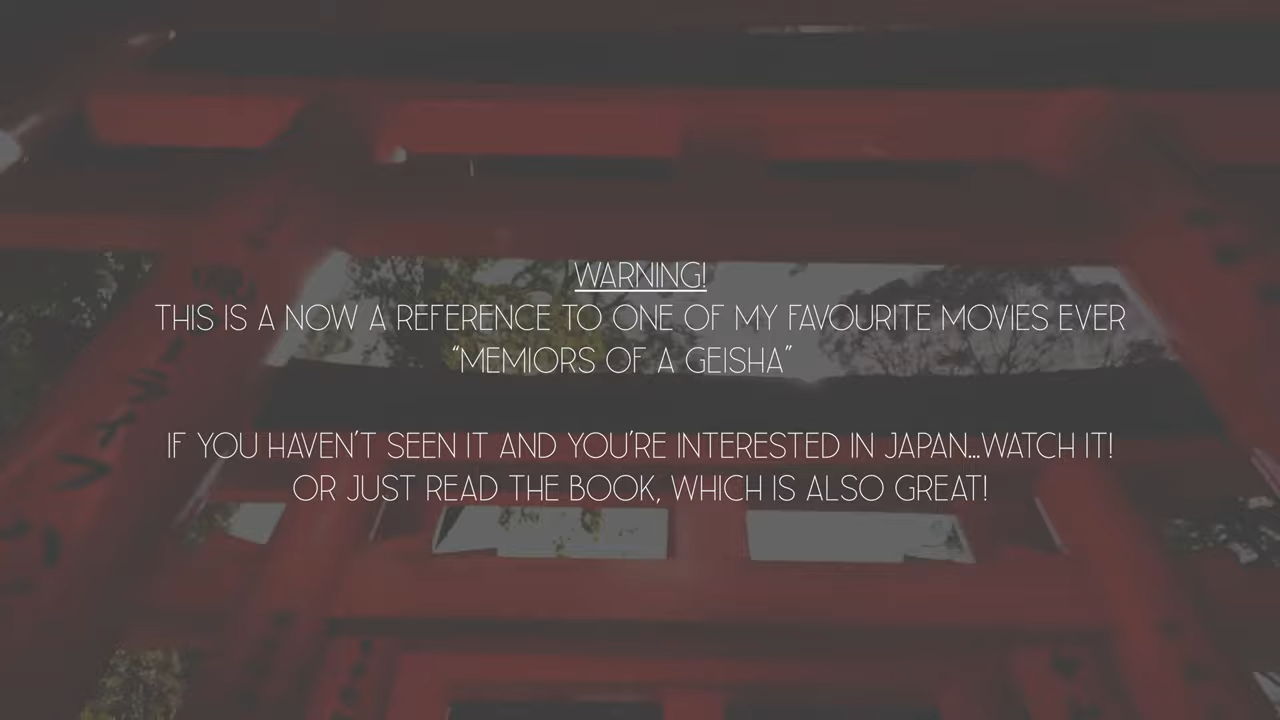 WARNING!
THIS IS A NOW A REFERENCE TO ONE OF MY FAVOURITE MOVIES EVER
“MEMIORS OF A GEISHA”
IF YOU HAVEN'T SEEN IT AND YOU'RE INTERESTED IN JAPAN...WATCH IT!
OR JUST READ THE BOOK, WHICH IS ALSO GREAT!